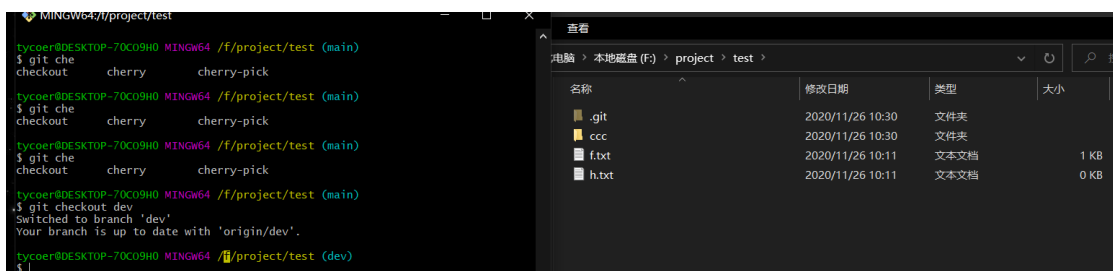 MINGW64:/f/project/test
tycoer@DESKTOP-70CO9H0 MINGW64 /f/project/test (main)
$ git che
checkout cherry cherry-pick
tycoer@DESKTOP-70CO9H0 MINGW64 /f/project/test (main)
$ git che
checkout cherry cherry-pick
tycoer@DESKTOP-70CO9H0 MINGW64 /f/project/test (main)
$ git che
checkout cherry cherry-pick
tycoer@DESKTOP-70CO9H0 MINGW64 /f/project/test (main)
$ git checkout dev
Switched to branch 'dev'
Your branch is up to date with 'origin/dev'.
tycoer@DESKTOP-70CO9H0 MINGW64 /f/project/test (dev)
$
查看
电脑 > 本地磁盘 (F:) > project > test >
名称 修改日期 类型 大小
.git 2020/11/26 10:30 文件夹
ccc 2020/11/26 10:30 文件夹
f.txt 2020/11/26 10:11 文本文档 1 KB
h.txt 2020/11/26 10:11 文本文档 0 KB